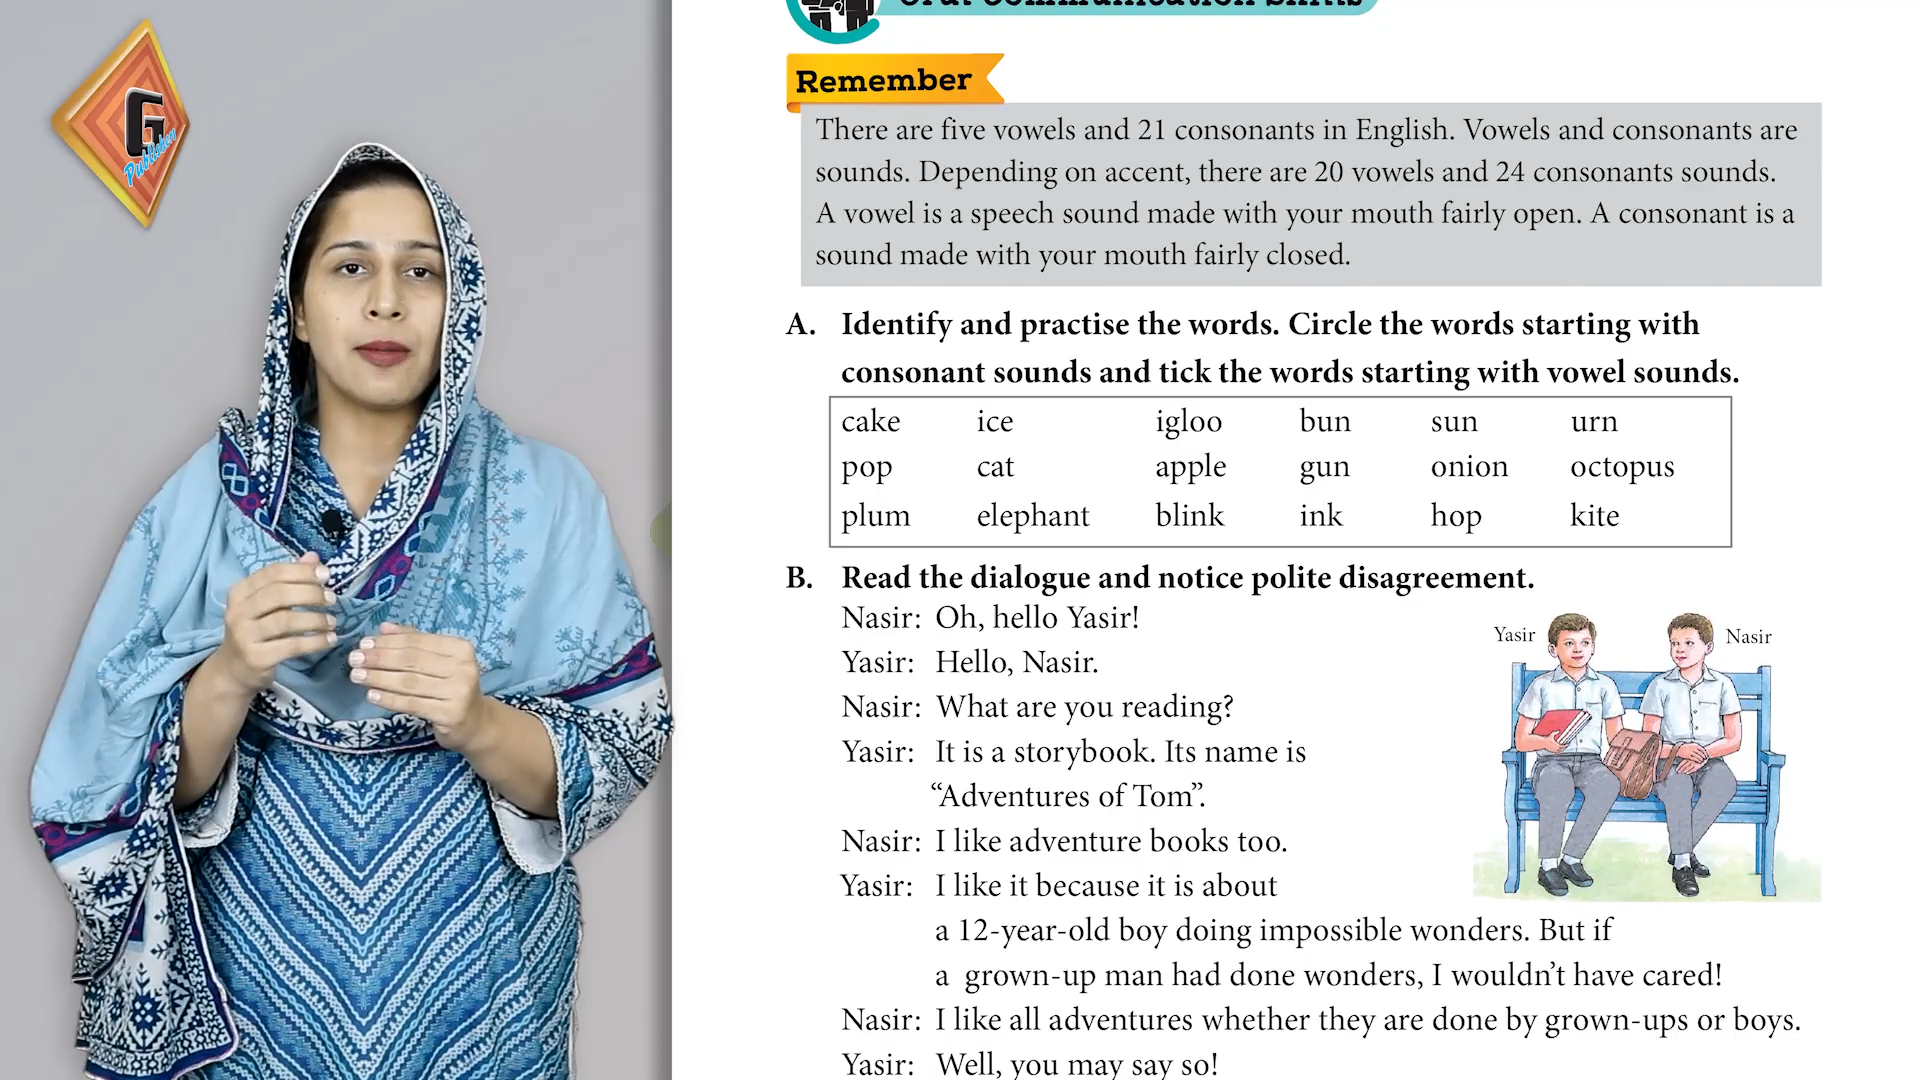 G
Publishers
Oral Communication Skills
Remember
There are five vowels and 21 consonants in English. Vowels and consonants are
sounds. Depending on accent, there are 20 vowels and 24 consonants sounds.
A vowel is a speech sound made with your mouth fairly open. A consonant is a
sound made with your mouth fairly closed.
A. Identify and practise the words. Circle the words starting with
consonant sounds and tick the words starting with vowel sounds.
cake ice igloo bun sun urn
pop cat apple gun onion octopus
plum elephant blink ink hop kite
B. Read the dialogue and notice polite disagreement.
Nasir: Oh, hello Yasir!
Yasir: Hello, Nasir.
Nasir: What are you reading?
Yasir: It is a storybook. Its name is
“Adventures of Tom”.
Nasir: I like adventure books too.
Yasir: I like it because it is about
a 12-year-old boy doing impossible wonders. But if
a grown-up man had done wonders, I wouldn’t have cared!
Nasir: I like all adventures whether they are done by grown-ups or boys.
Yasir: Well, you may say so!
Yasir
Nasir